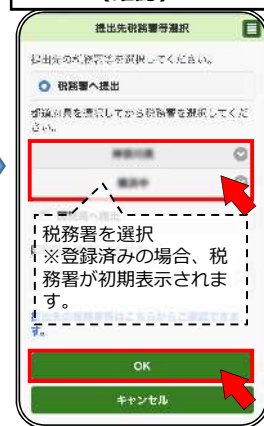 提出先税務署等選択
提出先の税務署等を選択してください。
税務署へ提出
都道府県を選択してから税務署を選択してくだ
さい。
税務署を選択
※登録済みの場合、税
務署が初期表示されま
す。
す。
OK
キャンセル